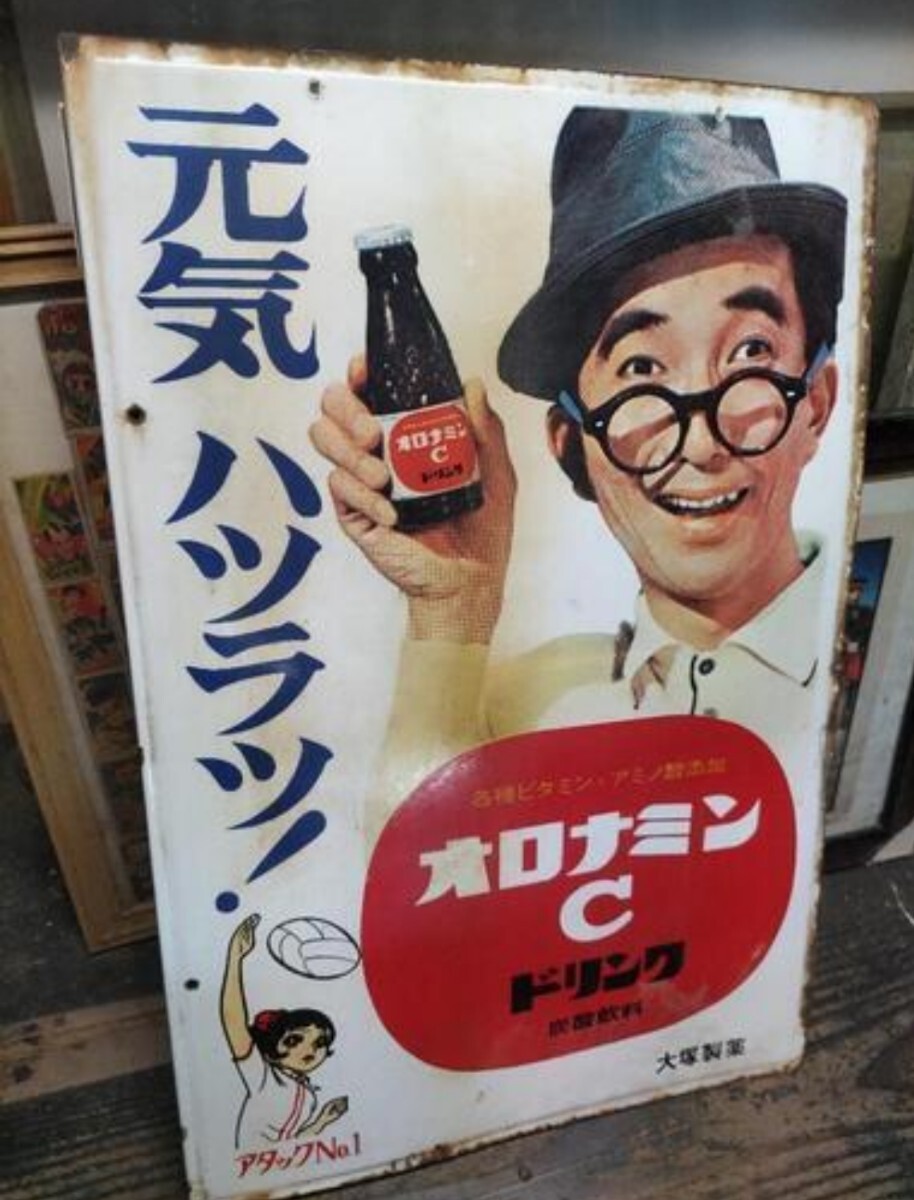 元気ハツラツ!
オロナミン
C
ドリンク
各種ビタミン・アミノ酸添加
オロナミン
C
ドリンク
炭酸飲料
大塚製薬
アタックNo.1